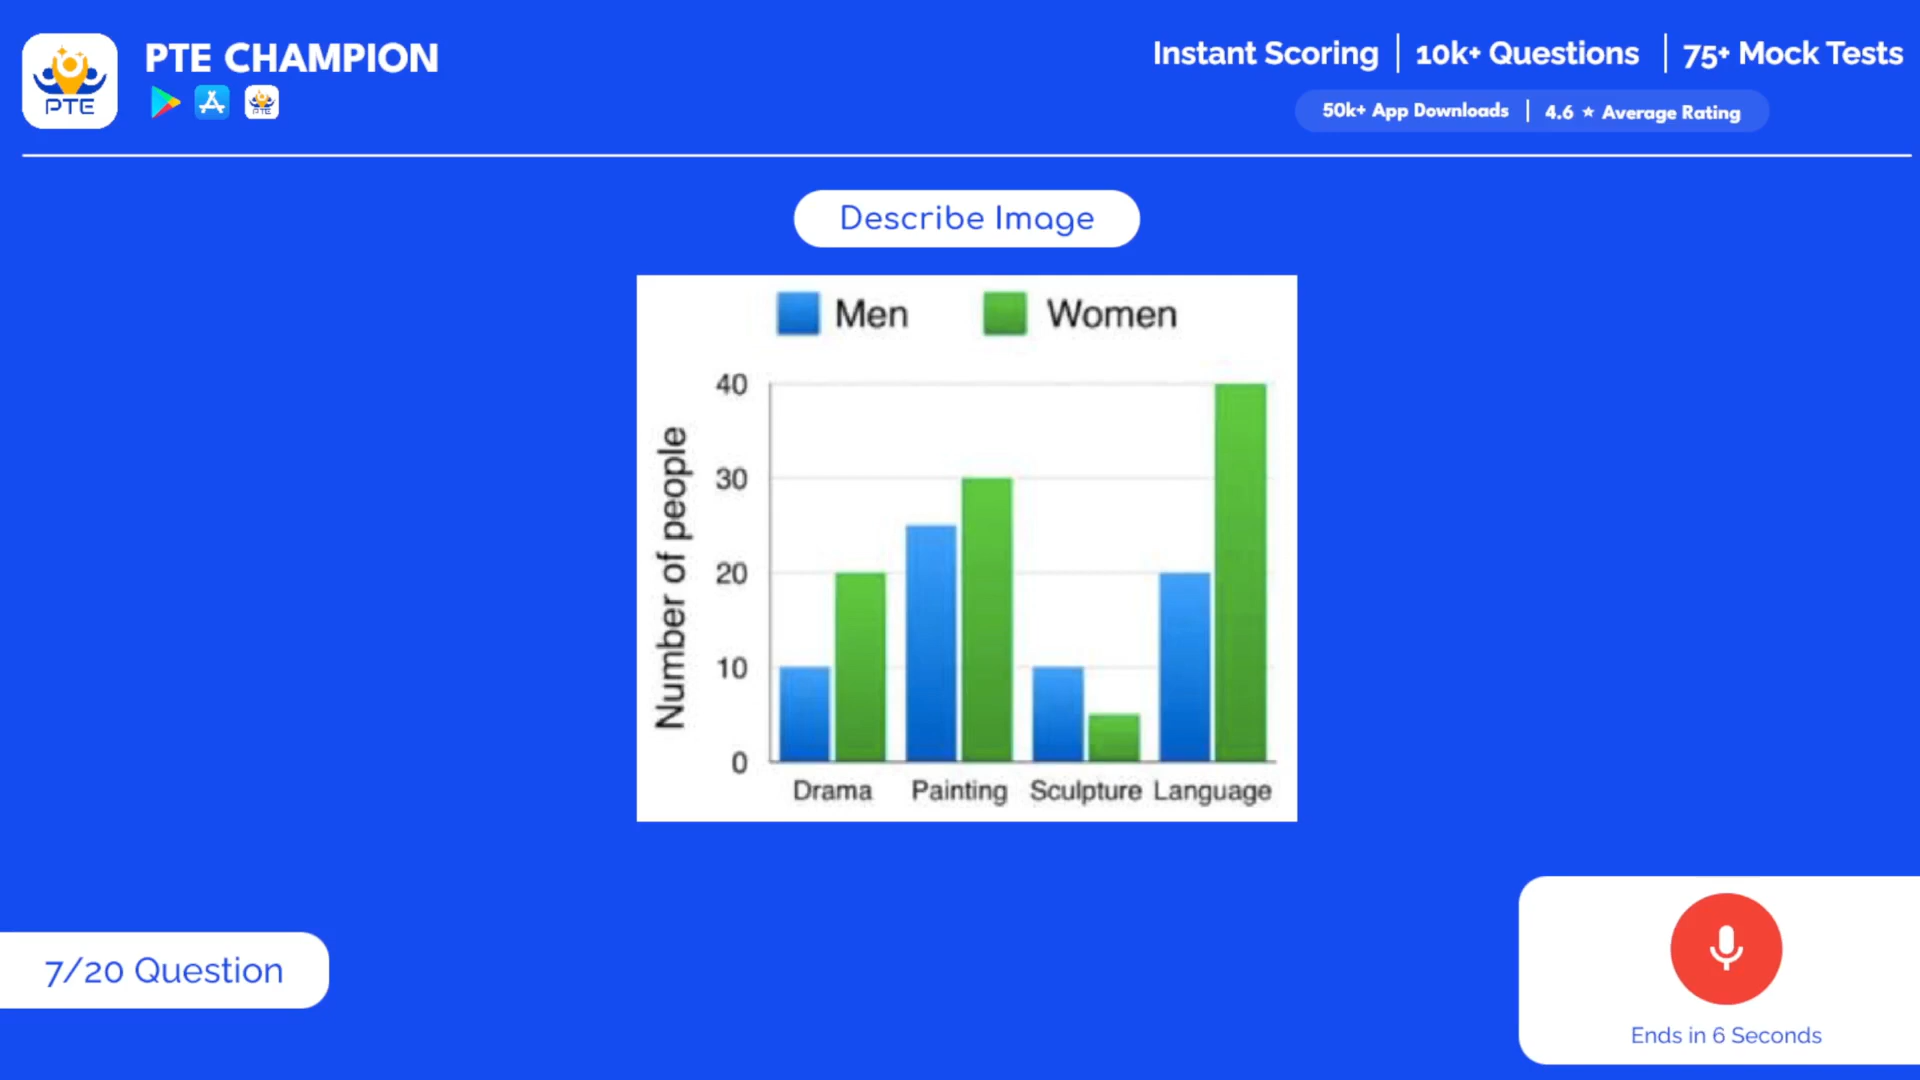 PTE
PTE CHAMPION
PTE
Instant Scoring | 10k+ Questions | 75+ Mock Tests
50k+ App Downloads | 4.6 ★ Average Rating
Describe Image
Men Women
40
30
20
10
0
Number of people
Drama Painting Sculpture Language
7/20 Question
Ends in 6 Seconds